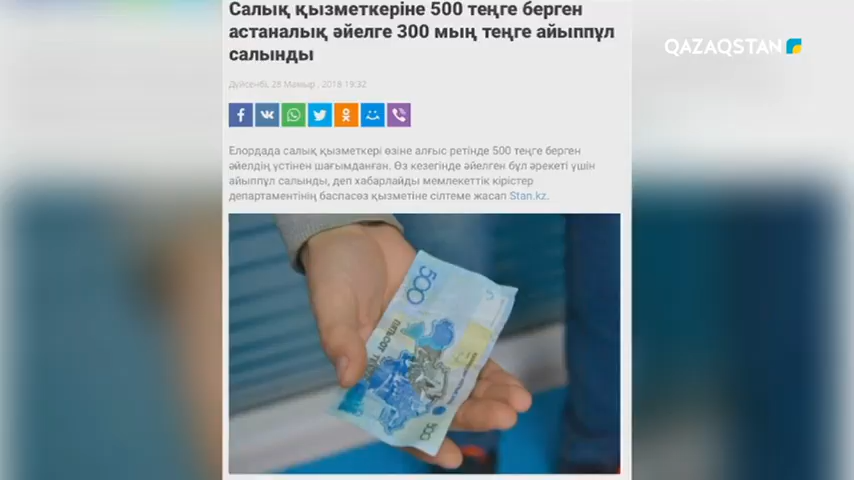 Салық қызметкеріне 500 теңге берген
астаналық әйелге 300 мың теңге айыппұл
салынды
QAZAQSTAN
Дүйсенбі, 28 Мамыр, 2018 19:32
Елордада салық қызметкері өзіне алғыс ретінде 500 теңге берген
әйелдің үстінен шағымданған. Өз кезегінде әйелген бұл әрекеті үшін
айыппұл салынды, деп хабарлайды мемлекеттік кірістер
департаментінің баспасөз қызметіне сілтеме жасап Stan.kz.
500
500